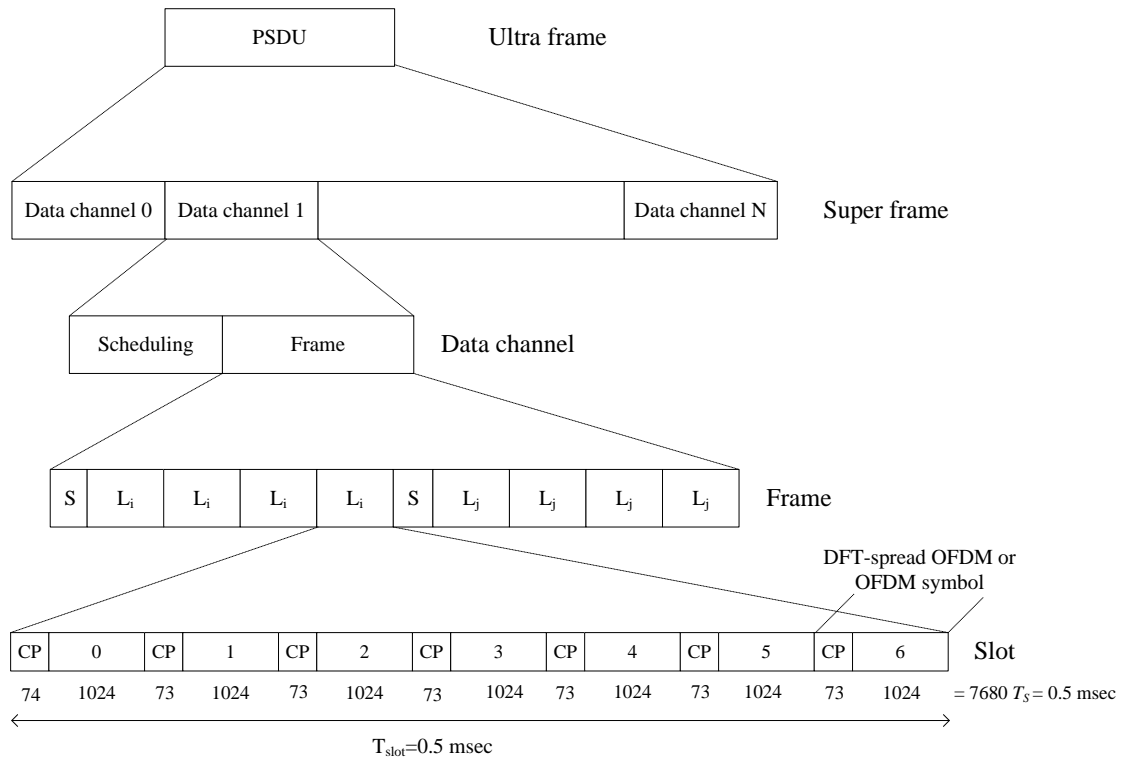 PSDU Ultra frame
Data channel 0 Data channel 1 Data channel N Super frame
Scheduling Frame Data channel
S Lᵢ Lᵢ Lᵢ Lᵢ S Lⱼ Lⱼ Lⱼ Lⱼ Frame
DFT-spread OFDM or
OFDM symbol
CP 0 CP 1 CP 2 CP 3 CP 4 CP 5 CP 6 Slot
74 1024 73 1024 73 1024 73 1024 73 1024 73 1024 73 1024 = 7680 T_S = 0.5 msec
T_slot=0.5 msec